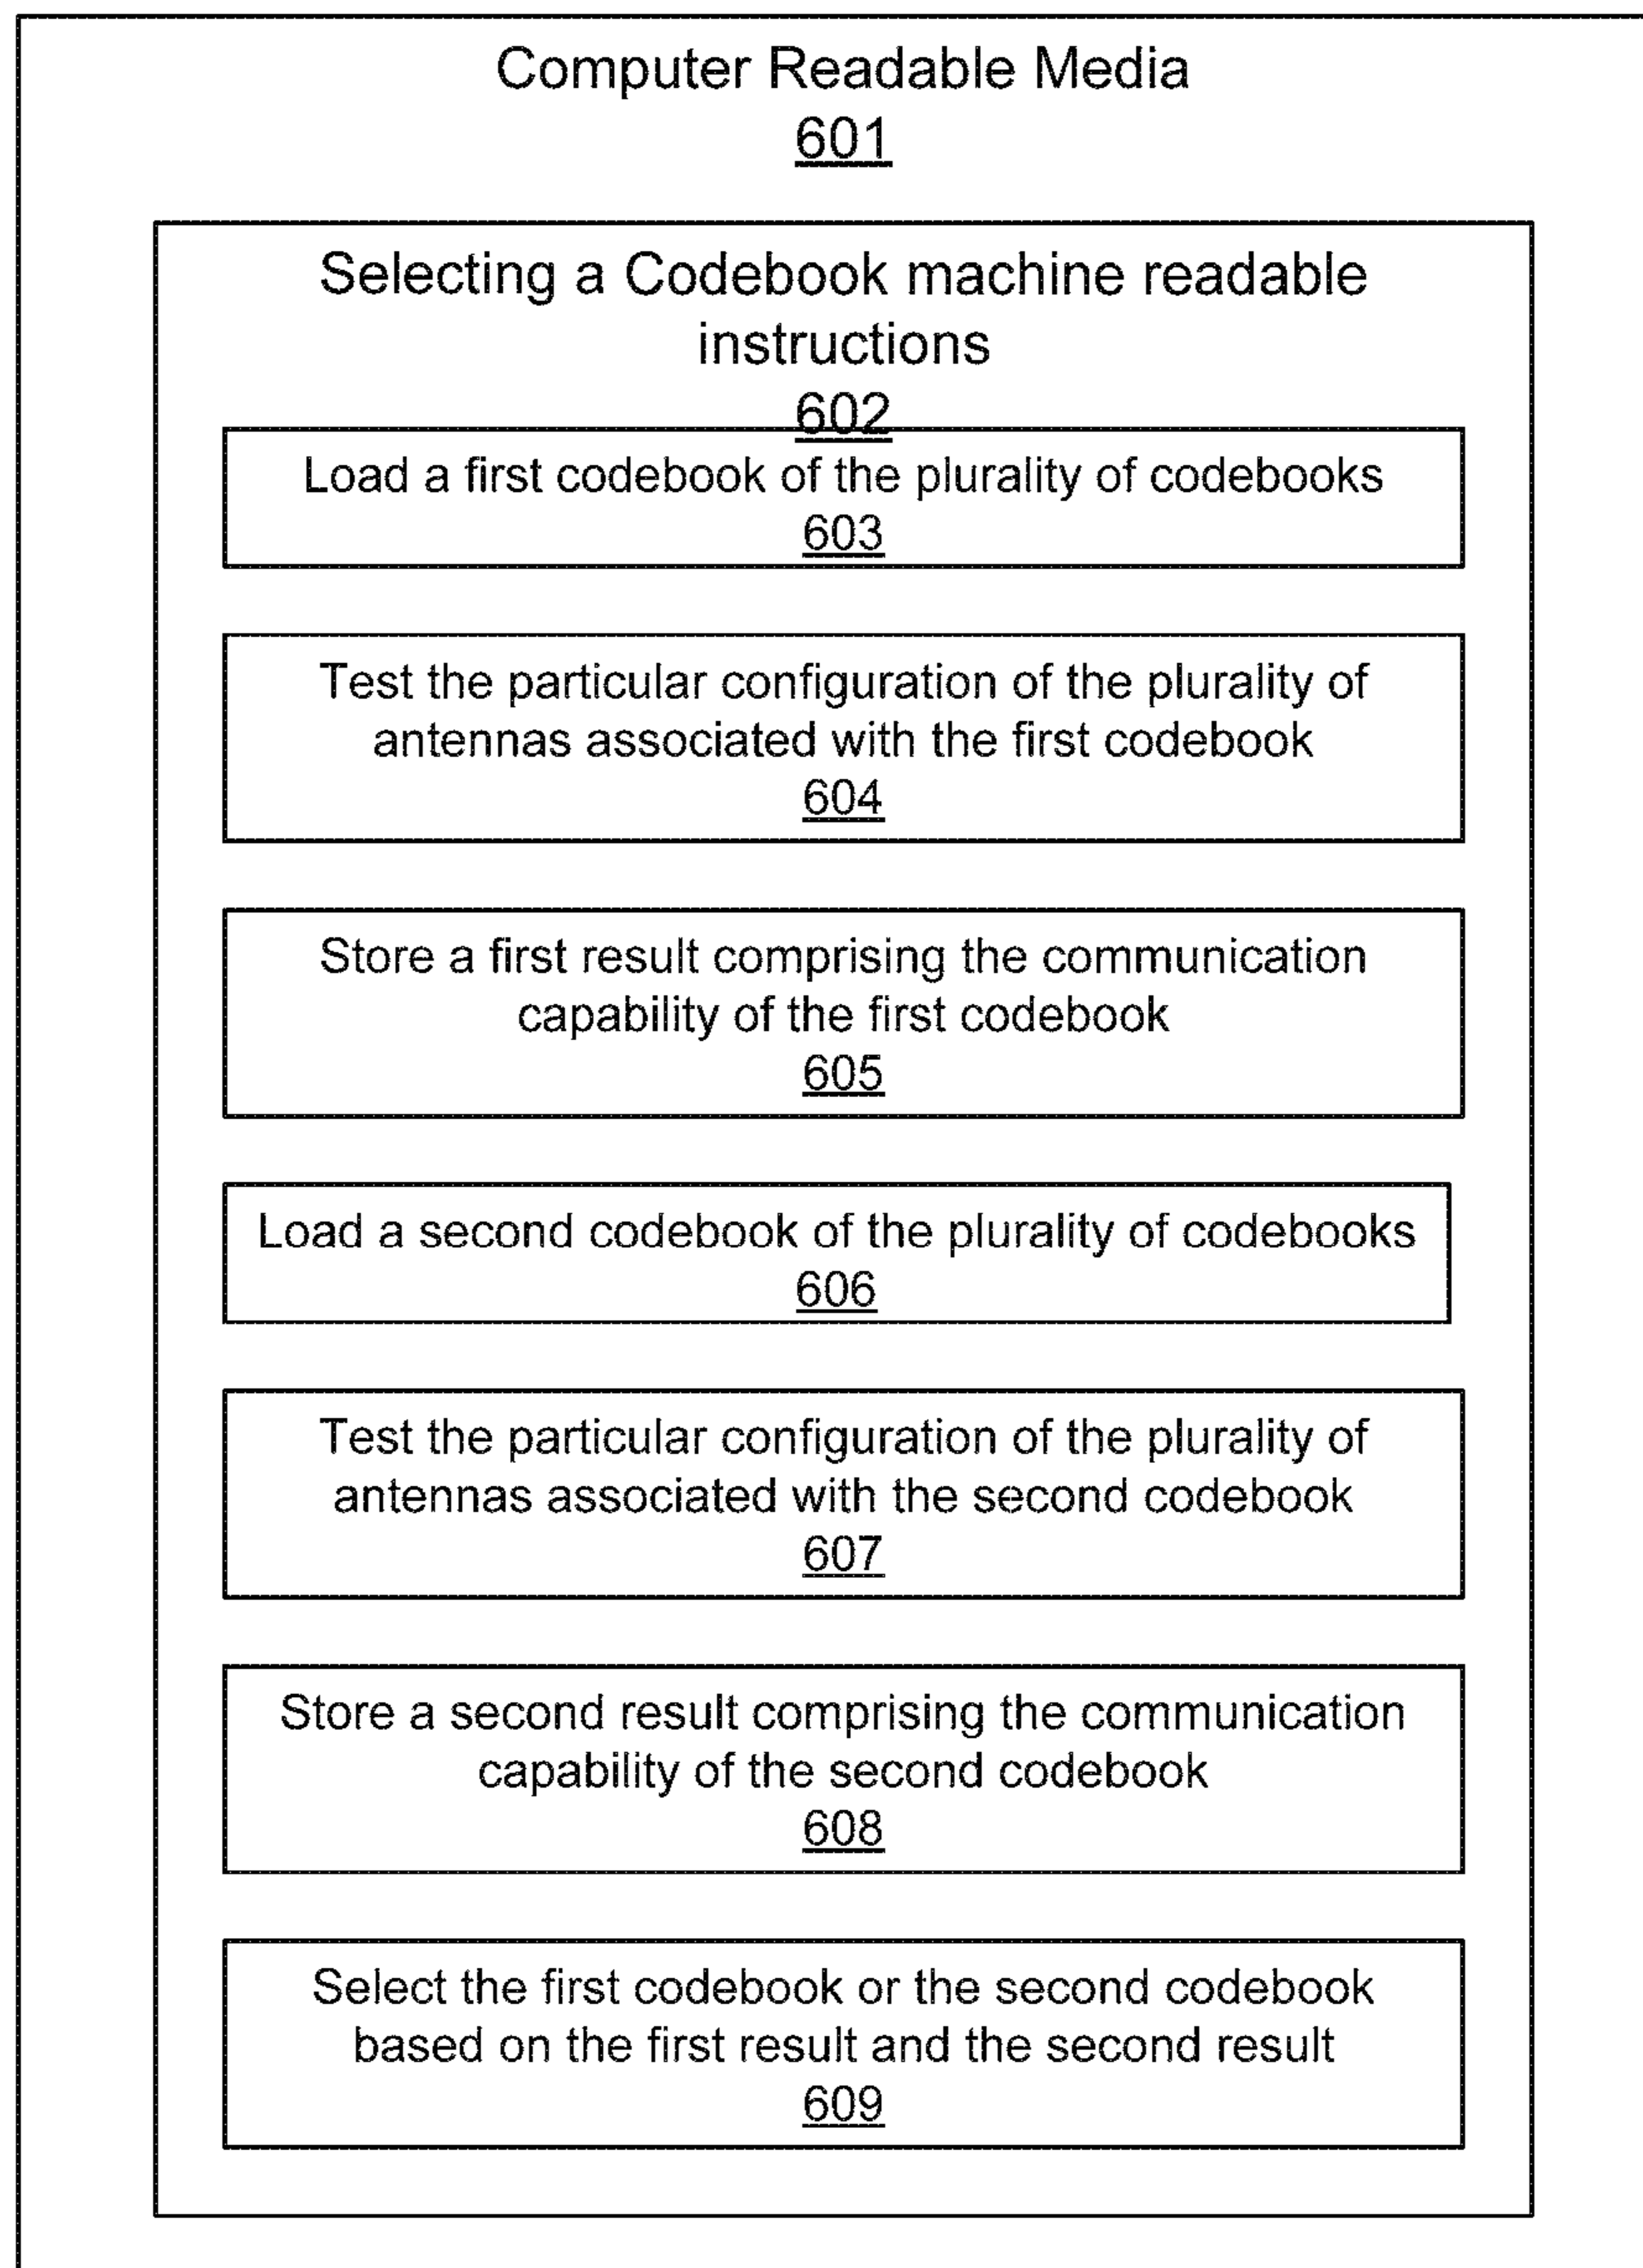 Computer Readable Media
601
Selecting a Codebook machine readable
instructions
602
Load a first codebook of the plurality of codebooks
603
Test the particular configuration of the plurality of
antennas associated with the first codebook
604
Store a first result comprising the communication
capability of the first codebook
605
Load a second codebook of the plurality of codebooks
606
Test the particular configuration of the plurality of
antennas associated with the second codebook
607
Store a second result comprising the communication
capability of the second codebook
608
Select the first codebook or the second codebook
based on the first result and the second result
609